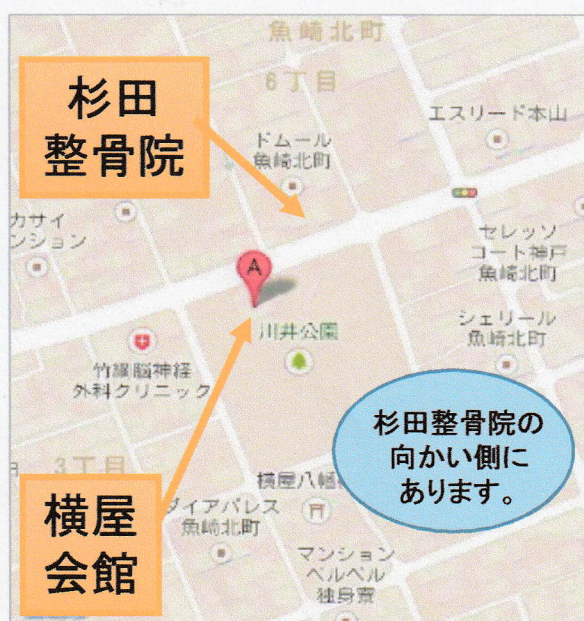 魚崎北町
6丁目
杉田
整骨院
エスリード本山
ドムール
魚崎北町
カサイ
ンション
セレッソ
コート神戸
魚崎北町
A
川井公園
シェリール
魚崎北町
竹綱脳神経
外科クリニック
杉田整骨院の
向かい側に
あります。
3丁目
横屋八幡
ダイアパレス
魚崎北町
横屋
会館
マンション
ベルベル
独身寮